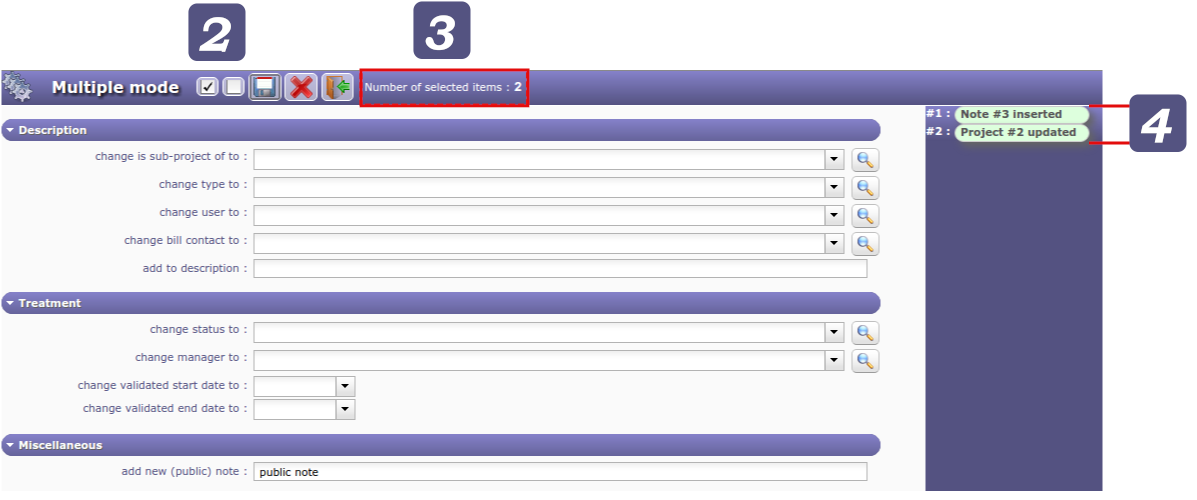 2
3
Multiple mode
Number of selected items : 2
#1 : Note #3 inserted
#2 : Project #2 updated
4
Description
change is sub-project of to :
change type to :
change user to :
change bill contact to :
add to description :
Treatment
change status to :
change manager to :
change validated start date to :
change validated end date to :
Miscellaneous
add new (public) note : public note